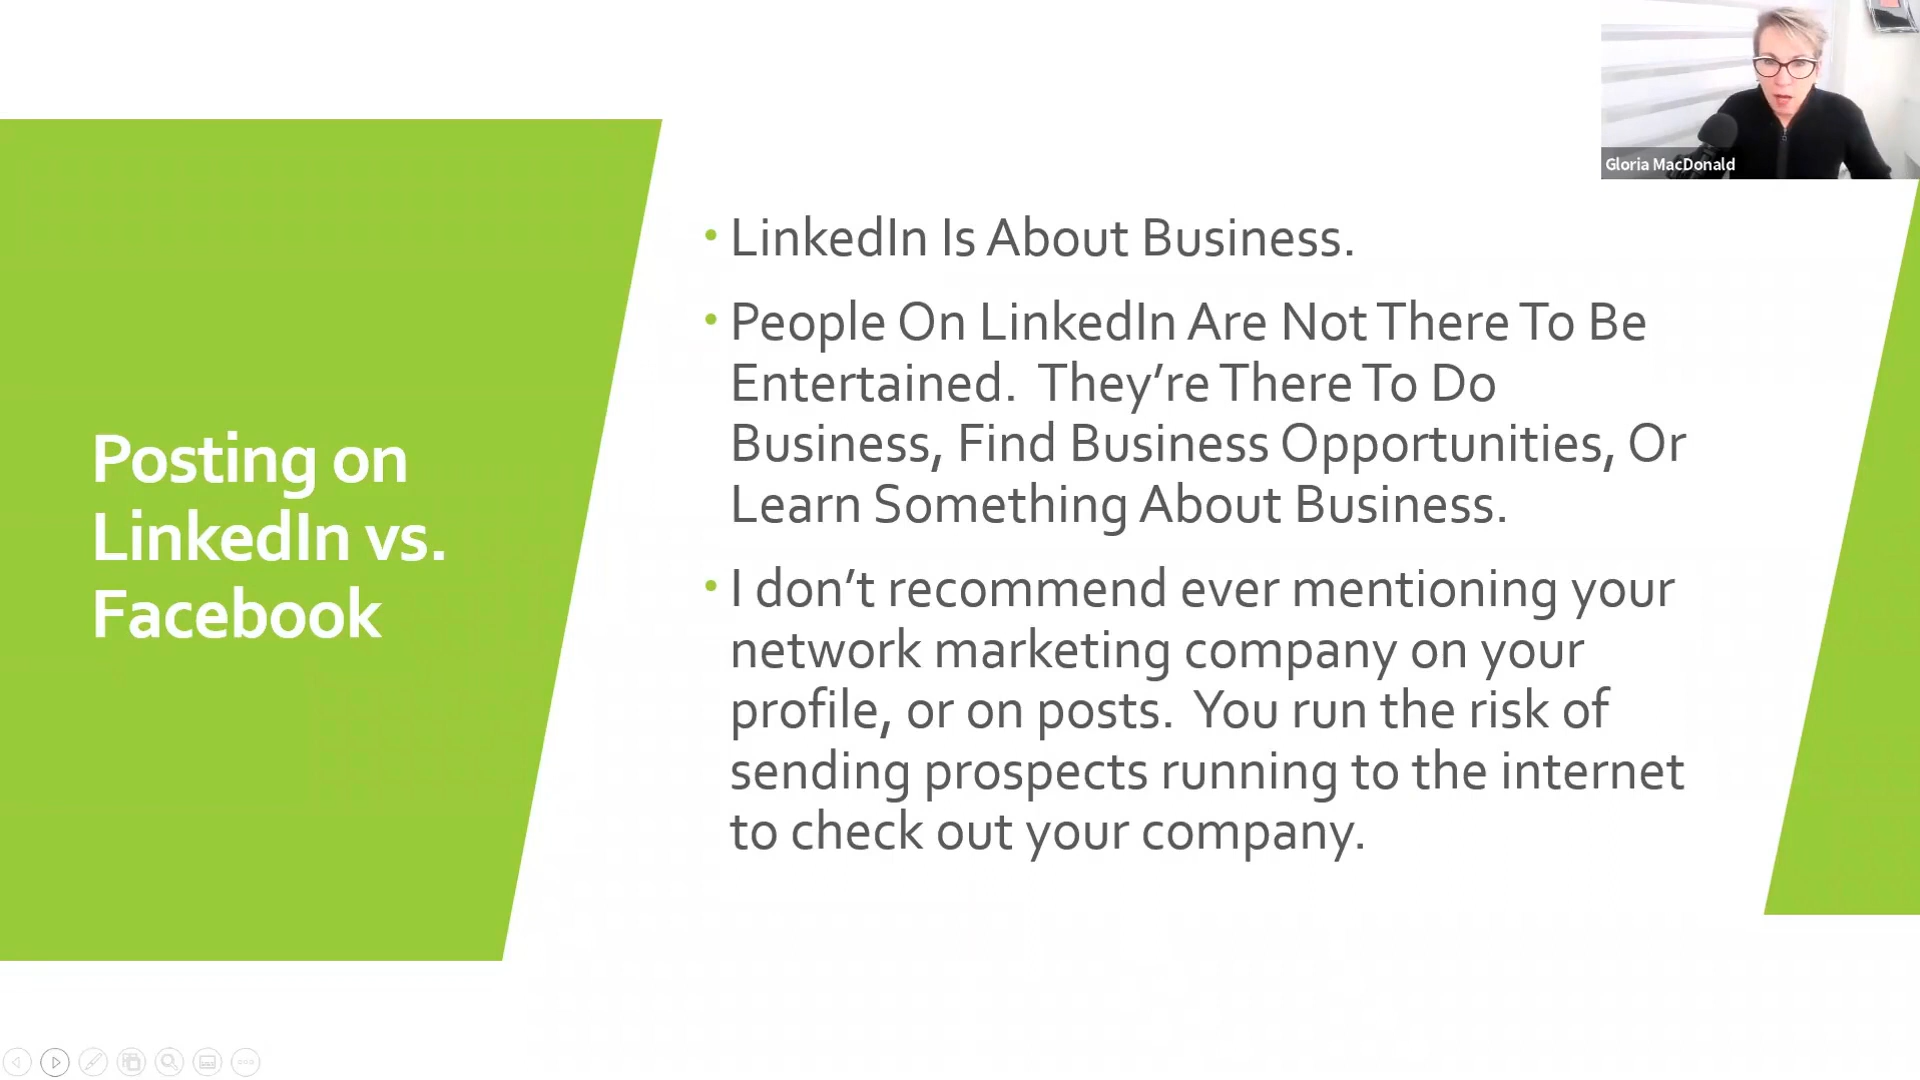 Gloria MacDonald
Posting on
LinkedIn vs.
Facebook
• LinkedIn Is About Business.
• People On LinkedIn Are Not There To Be
Entertained.  They’re There To Do
Business, Find Business Opportunities, Or
Learn Something About Business.
• I don’t recommend ever mentioning your
network marketing company on your
profile, or on posts.  You run the risk of
sending prospects running to the internet
to check out your company.